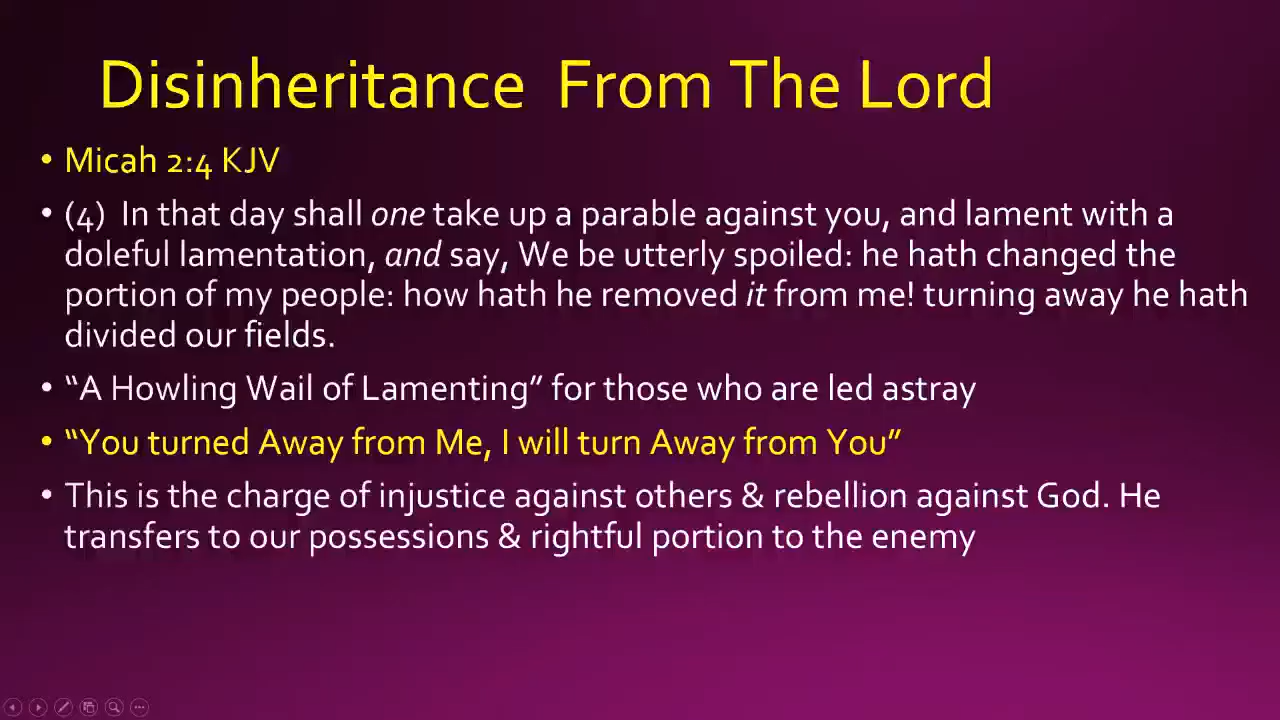 Disinheritance From The Lord
• Micah 2:4 KJV
• (4) In that day shall one take up a parable against you, and lament with a
doleful lamentation, and say, We be utterly spoiled: he hath changed the
portion of my people: how hath he removed it from me! turning away he hath
divided our fields.
• “A Howling Wail of Lamenting” for those who are led astray
• “You turned Away from Me, I will turn Away from You”
• This is the charge of injustice against others & rebellion against God. He
transfers to our possessions & rightful portion to the enemy